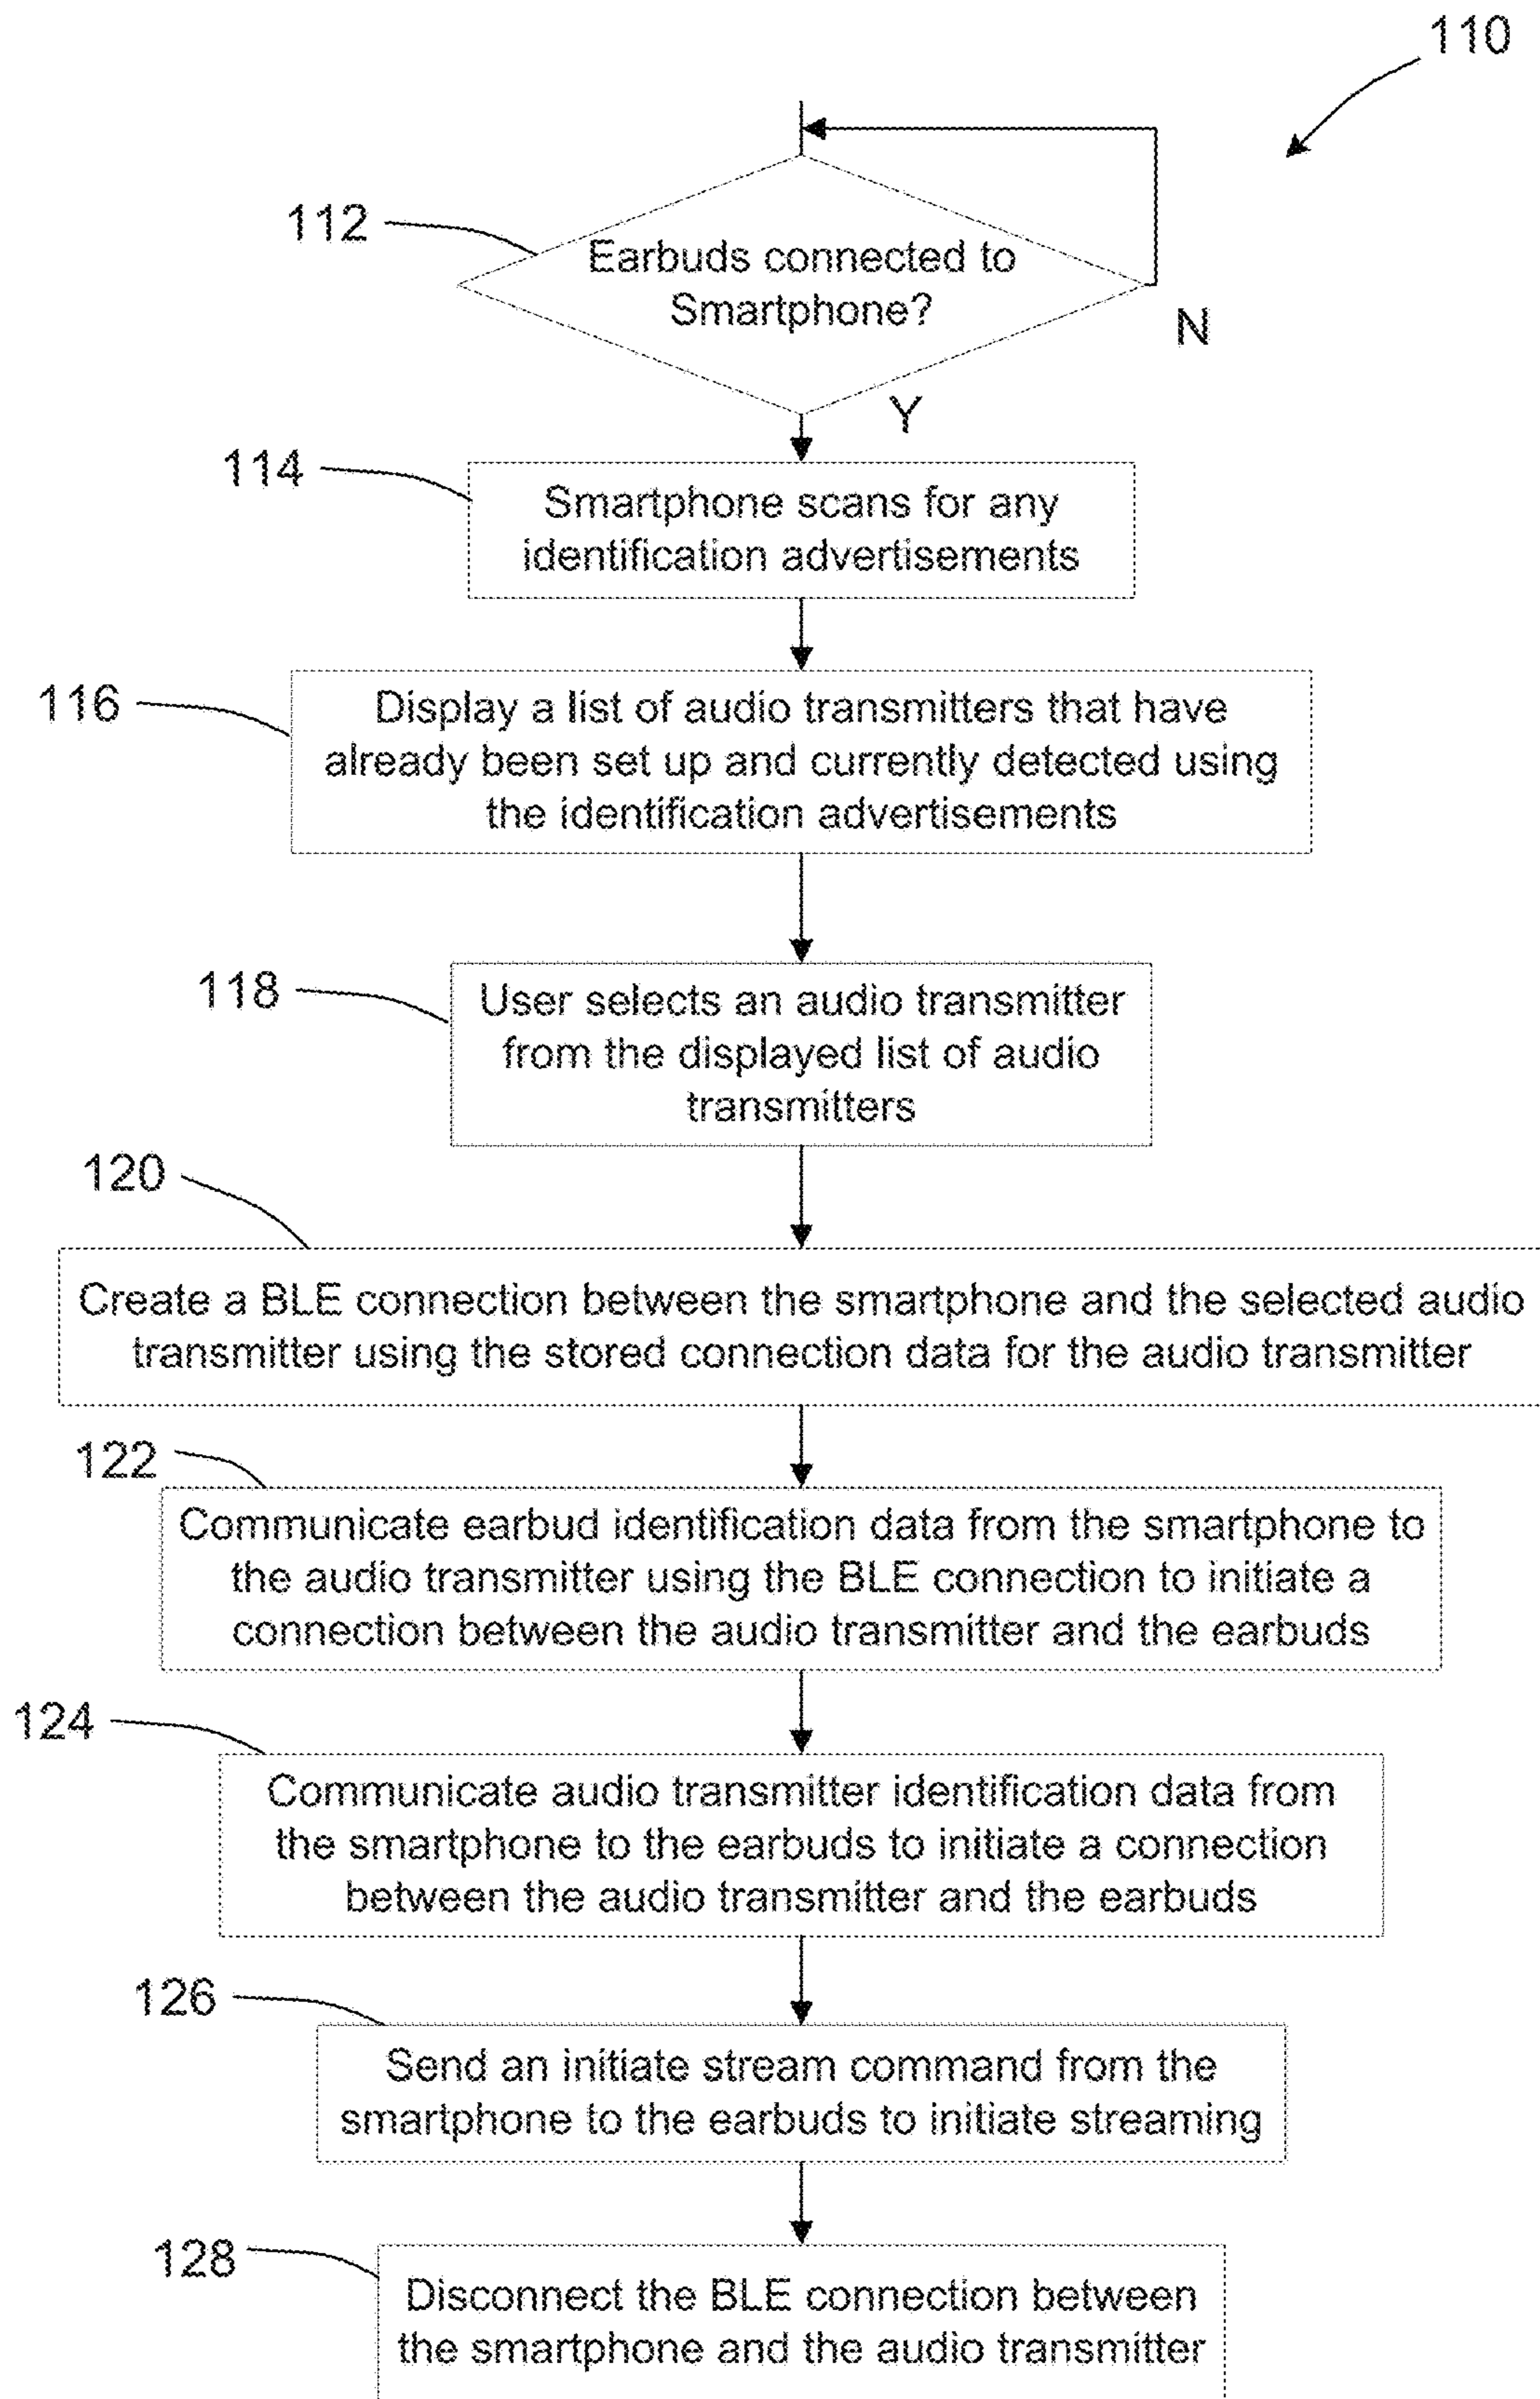 110
112
Earbuds connected to
Smartphone?
N
Y
114
Smartphone scans for any
identification advertisements
116
Display a list of audio transmitters that have
already been set up and currently detected using
the identification advertisements
118
User selects an audio transmitter
from the displayed list of audio
transmitters
120
Create a BLE connection between the smartphone and the selected audio
transmitter using the stored connection data for the audio transmitter
122
Communicate earbud identification data from the smartphone to
the audio transmitter using the BLE connection to initiate a
connection between the audio transmitter and the earbuds
124
Communicate audio transmitter identification data from
the smartphone to the earbuds to initiate a connection
between the audio transmitter and the earbuds
126
Send an initiate stream command from the
smartphone to the earbuds to initiate streaming
128
Disconnect the BLE connection between
the smartphone and the audio transmitter